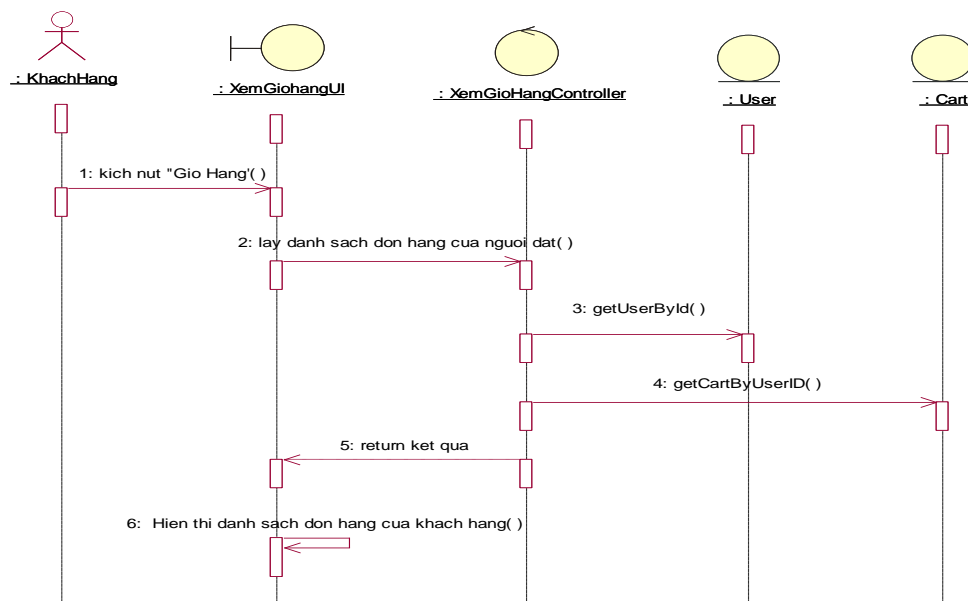 : KhachHang
: XemGiohangUI
: XemGioHangController
: User
: Cart
1: kich nut "Gio Hang'( )
2: lay danh sach don hang cua nguoi dat( )
3: getUserById( )
4: getCartByUserID( )
5: return ket qua
6: Hien thi danh sach don hang cua khach hang( )